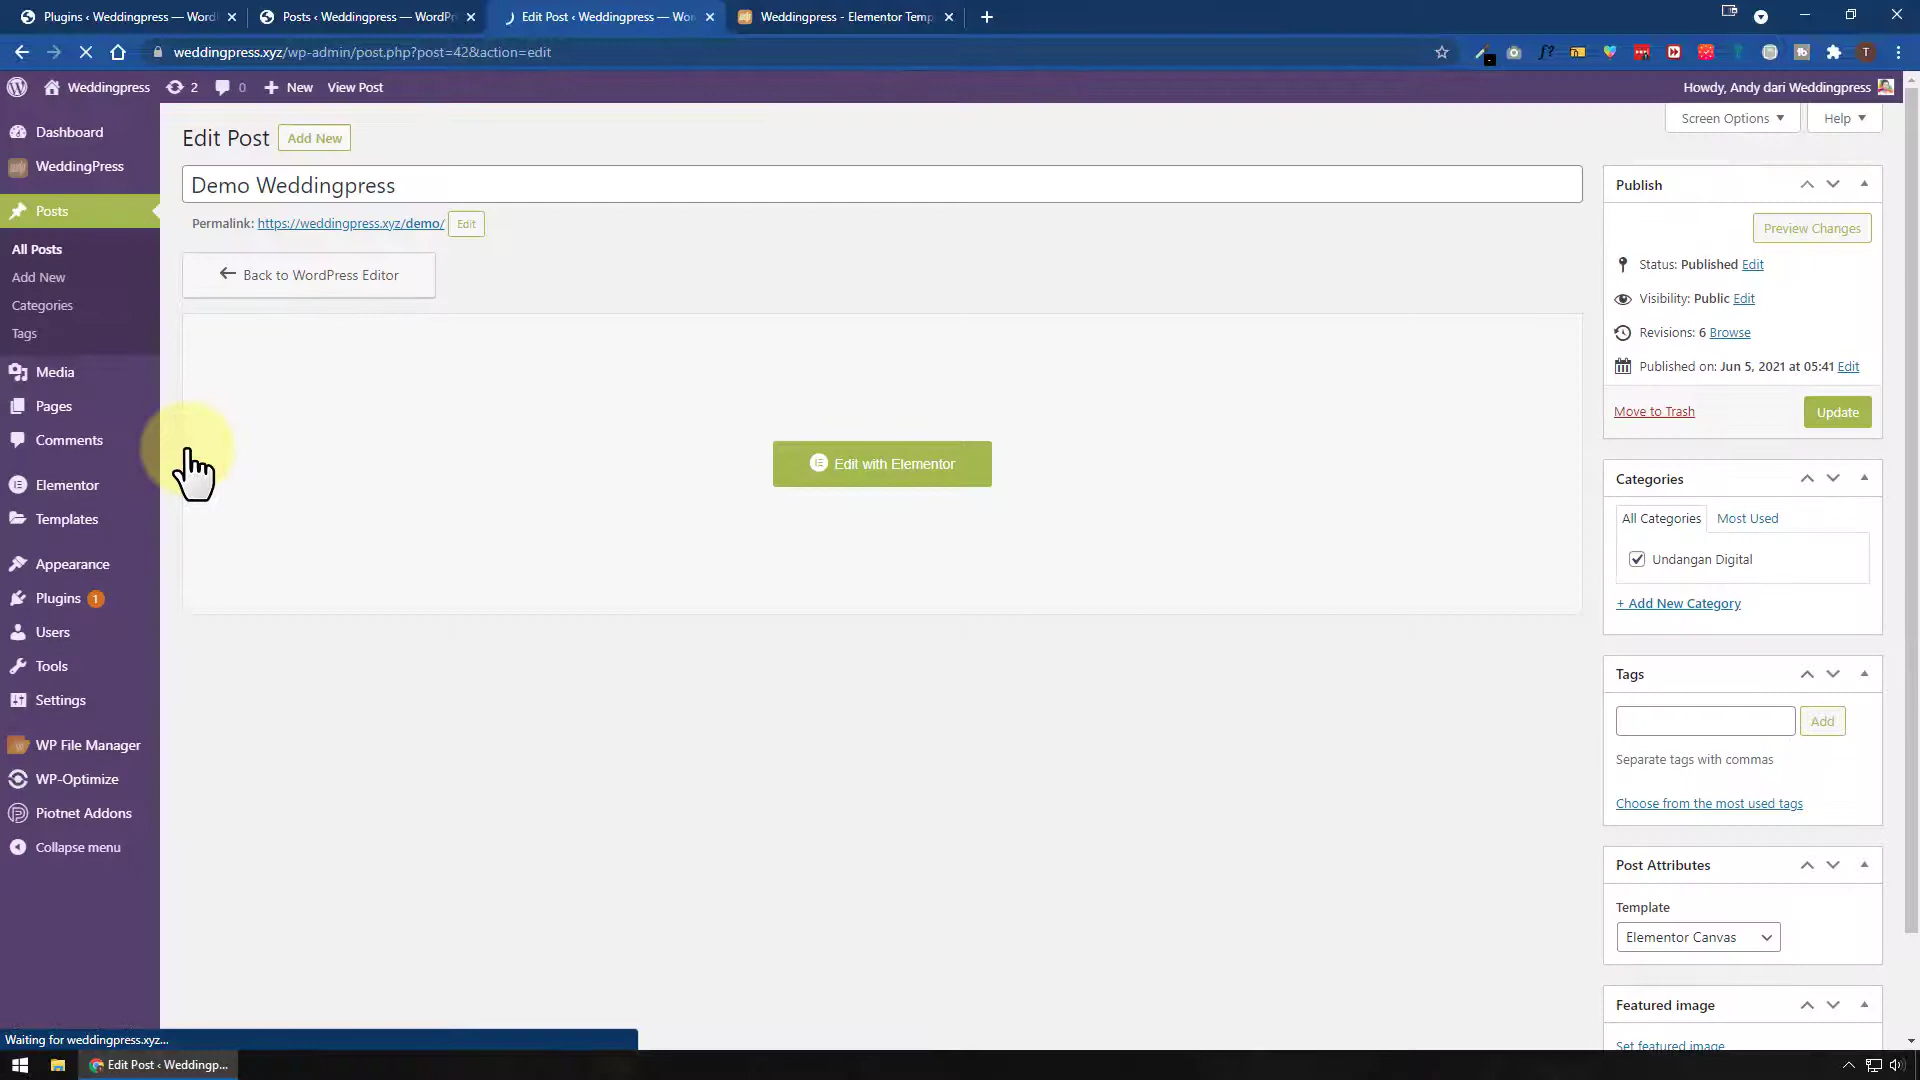 Plugins ‹ Weddingpress — Word
Posts ‹ Weddingpress — WordPr
Edit Post ‹ Weddingpress — Wor
Weddingpress - Elementor Temp
weddingpress.xyz/wp-admin/post.php?post=42&action=edit
Weddingpress 2 0 New View Post
Howdy, Andy dari Weddingpress
Screen Options Help
Dashboard
WeddingPress
Posts
All Posts
Add New
Categories
Tags
Media
Pages
Comments
Elementor
Templates
Appearance
Plugins 1
Users
Tools
Settings
WP File Manager
WP-Optimize
Piotnet Addons
Collapse menu
Edit Post Add New
Demo Weddingpress
Permalink: https://weddingpress.xyz/demo/ Edit
Back to WordPress Editor
Edit with Elementor
Publish
Preview Changes
Status: Published Edit
Visibility: Public Edit
Revisions: 6 Browse
Published on: Jun 5, 2021 at 05:41 Edit
Move to Trash Update
Categories
All Categories Most Used
Undangan Digital
+ Add New Category
Tags
Add
Separate tags with commas
Choose from the most used tags
Post Attributes
Template
Elementor Canvas
Featured image
Set featured image
Waiting for weddingpress.xyz...
Edit Post ‹ Weddingp...